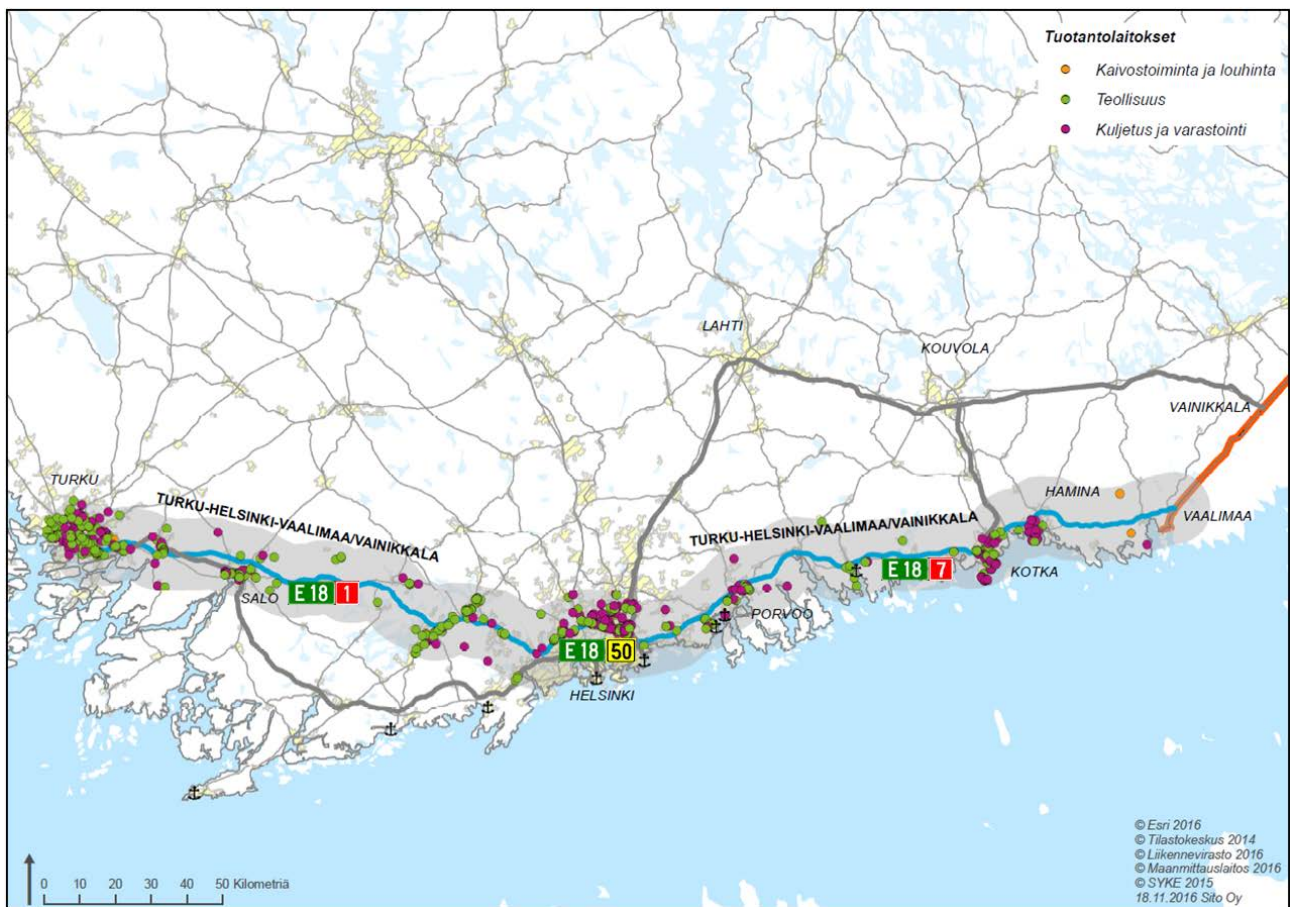 Tuotantolaitokset
Kaivostoiminta ja louhinta
Teollisuus
Kuljetus ja varastointi
LAHTI
KOUVOLA
VAINIKKALA
TURKU
TURKU-HELSINKI-VAALIMAA/VAINIKKALA
HAMINA
VAALIMAA
TURKU-HELSINKI-VAALIMAA/VAINIKKALA
KOTKA
E 18 7
SALO
E 18 1
PORVOO
E 18 50
HELSINKI
0 10 20 30 40 50 Kilometriä
© Esri 2016
© Tilastokeskus 2014
© Liikennevirasto 2016
© Maanmittauslaitos 2016
© SYKE 2015
18.11.2016 Sito Oy